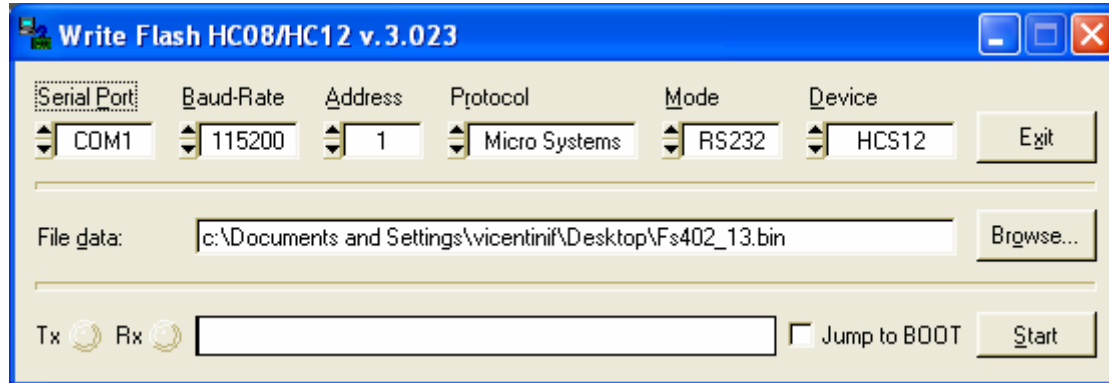 Write Flash HC08/HC12 v.3.023
Serial Port Baud-Rate Address Protocol Mode Device
COM1 115200 1 Micro Systems RS232 HCS12 Exit
File data: c:\Documents and Settings\vicentinif\Desktop\Fs402_13.bin Browse...
Tx Rx Jump to BOOT Start